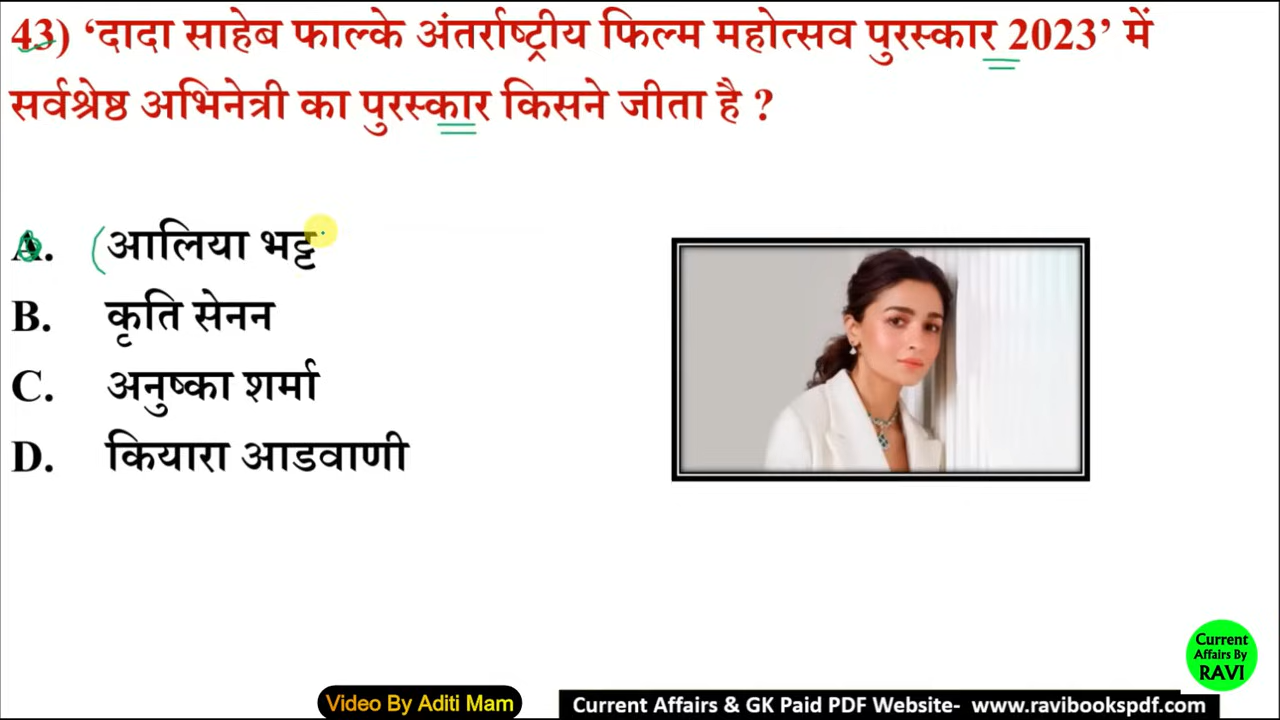 43) ‘दादा साहेब फाल्के अंतर्राष्ट्रीय फिल्म महोत्सव पुरस्कार 2023’ में
सर्वश्रेष्ठ अभिनेत्री का पुरस्कार किसने जीता है ?
A. आलिया भट्ट
B. कृति सेनन
C. अनुष्का शर्मा
D. कियारा आडवाणी
Current
Affairs By
RAVI
Video By Aditi Mam
Current Affairs & GK Paid PDF Website- www.ravibookspdf.com